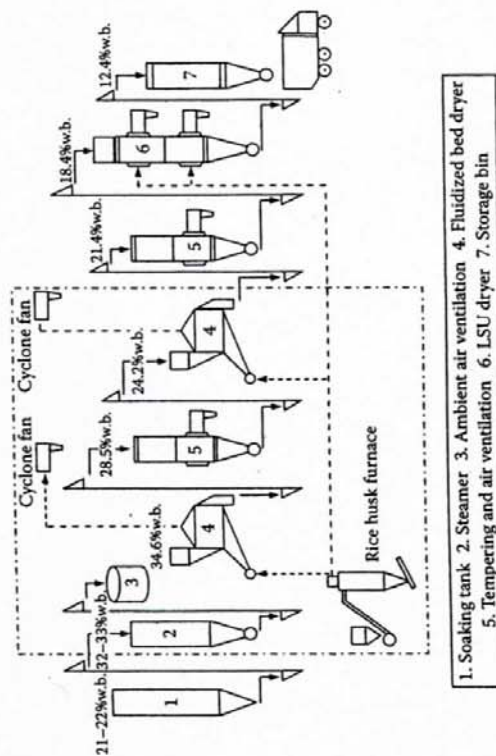 21–22%w.b.
1
32–33%w.b.
2
3
34.6%w.b.
4
Cyclone fan
28.5%w.b.
5
24.2%w.b.
4
Cyclone fan
21.4%w.b.
5
18.4%w.b.
6
12.4%w.b.
7
Rice husk furnace
1. Soaking tank 2. Steamer 3. Ambient air ventilation 4. Fluidized bed dryer
5. Tempering and air ventilation 6. LSU dryer 7. Storage bin